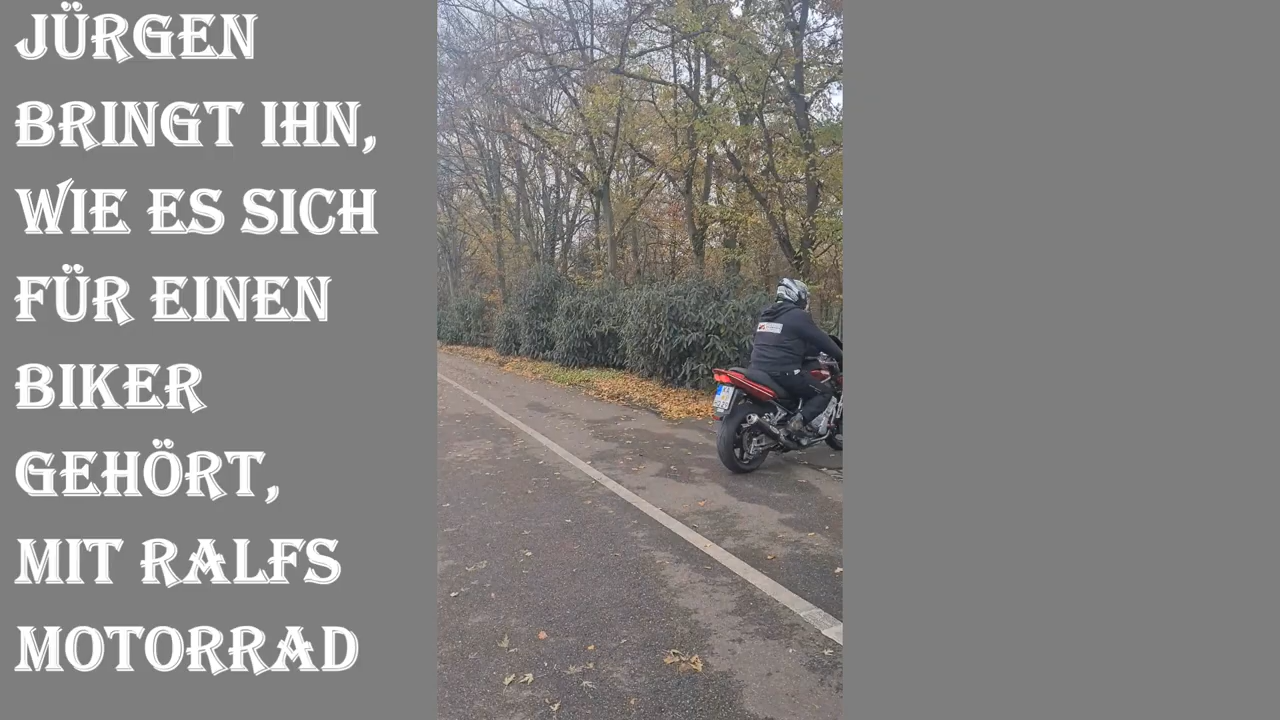 JÜRGEN
BRINGT IHN,
WIE ES SICH
FÜR EINEN
BIKER
GEHÖRT,
MIT RALFS
MOTORRAD